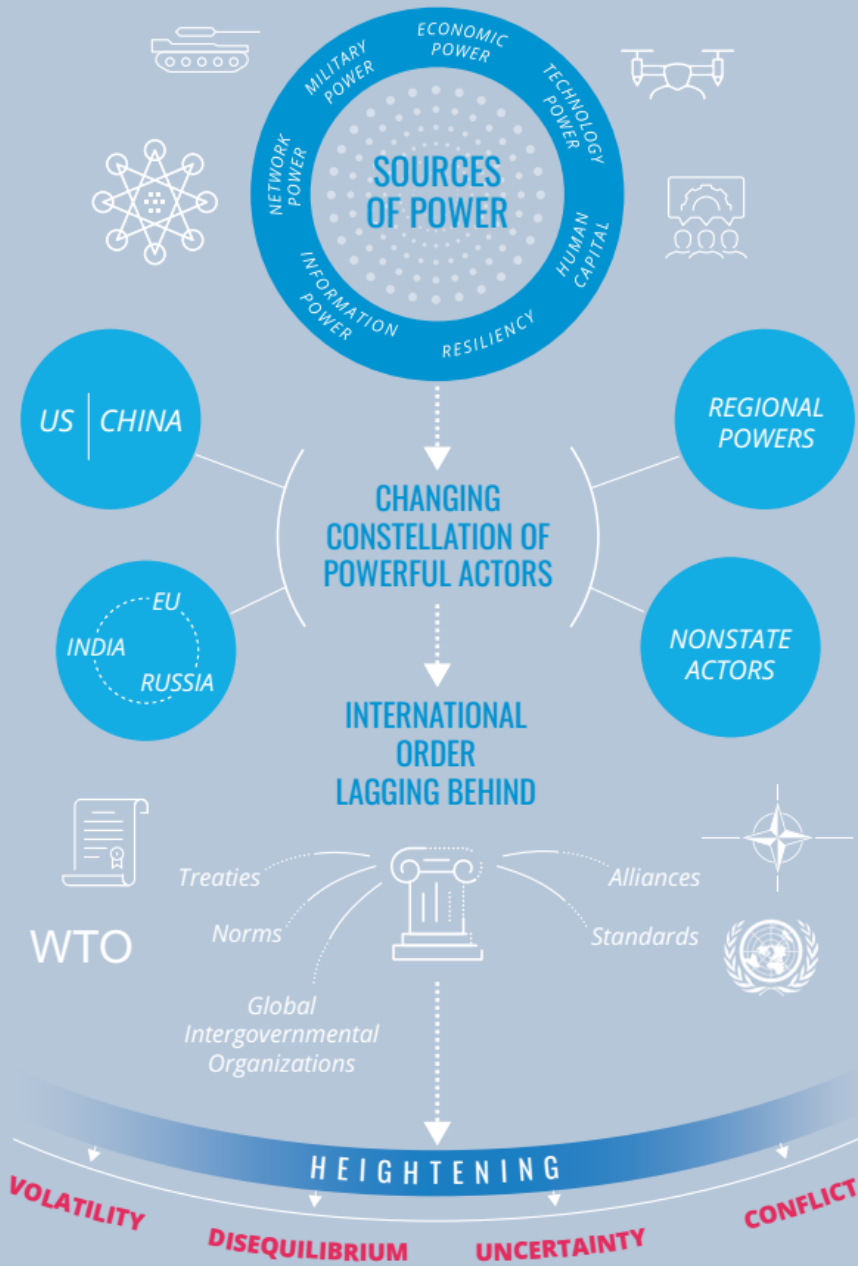 ECONOMIC
POWER
MILITARY
POWER
TECHNOLOGY
POWER
NETWORK
POWER
SOURCES
OF POWER
HUMAN
CAPITAL
INFORMATION
POWER
RESILIENCY
US | CHINA
REGIONAL
POWERS
CHANGING
CONSTELLATION OF
POWERFUL ACTORS
EU
INDIA
RUSSIA
NONSTATE
ACTORS
INTERNATIONAL
ORDER
LAGGING BEHIND
Treaties
Alliances
WTO
Norms
Standards
Global
Intergovernmental
Organizations
HEIGHTENING
VOLATILITY
DISEQUILIBRIUM
UNCERTAINTY
CONFLICT